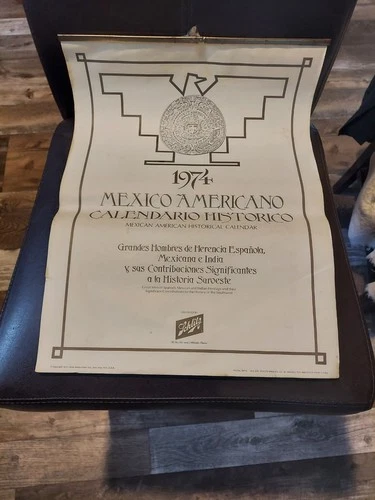 1974
MEXICO AMERICANO
CALENDARIO HISTORICO
MEXICAN AMERICAN HISTORICAL CALENDAR
Grandes Hombres de Herencia Española,
Mexicana e India
y sus Contribuciones Significantes
a la Historia Suroeste
Schlitz